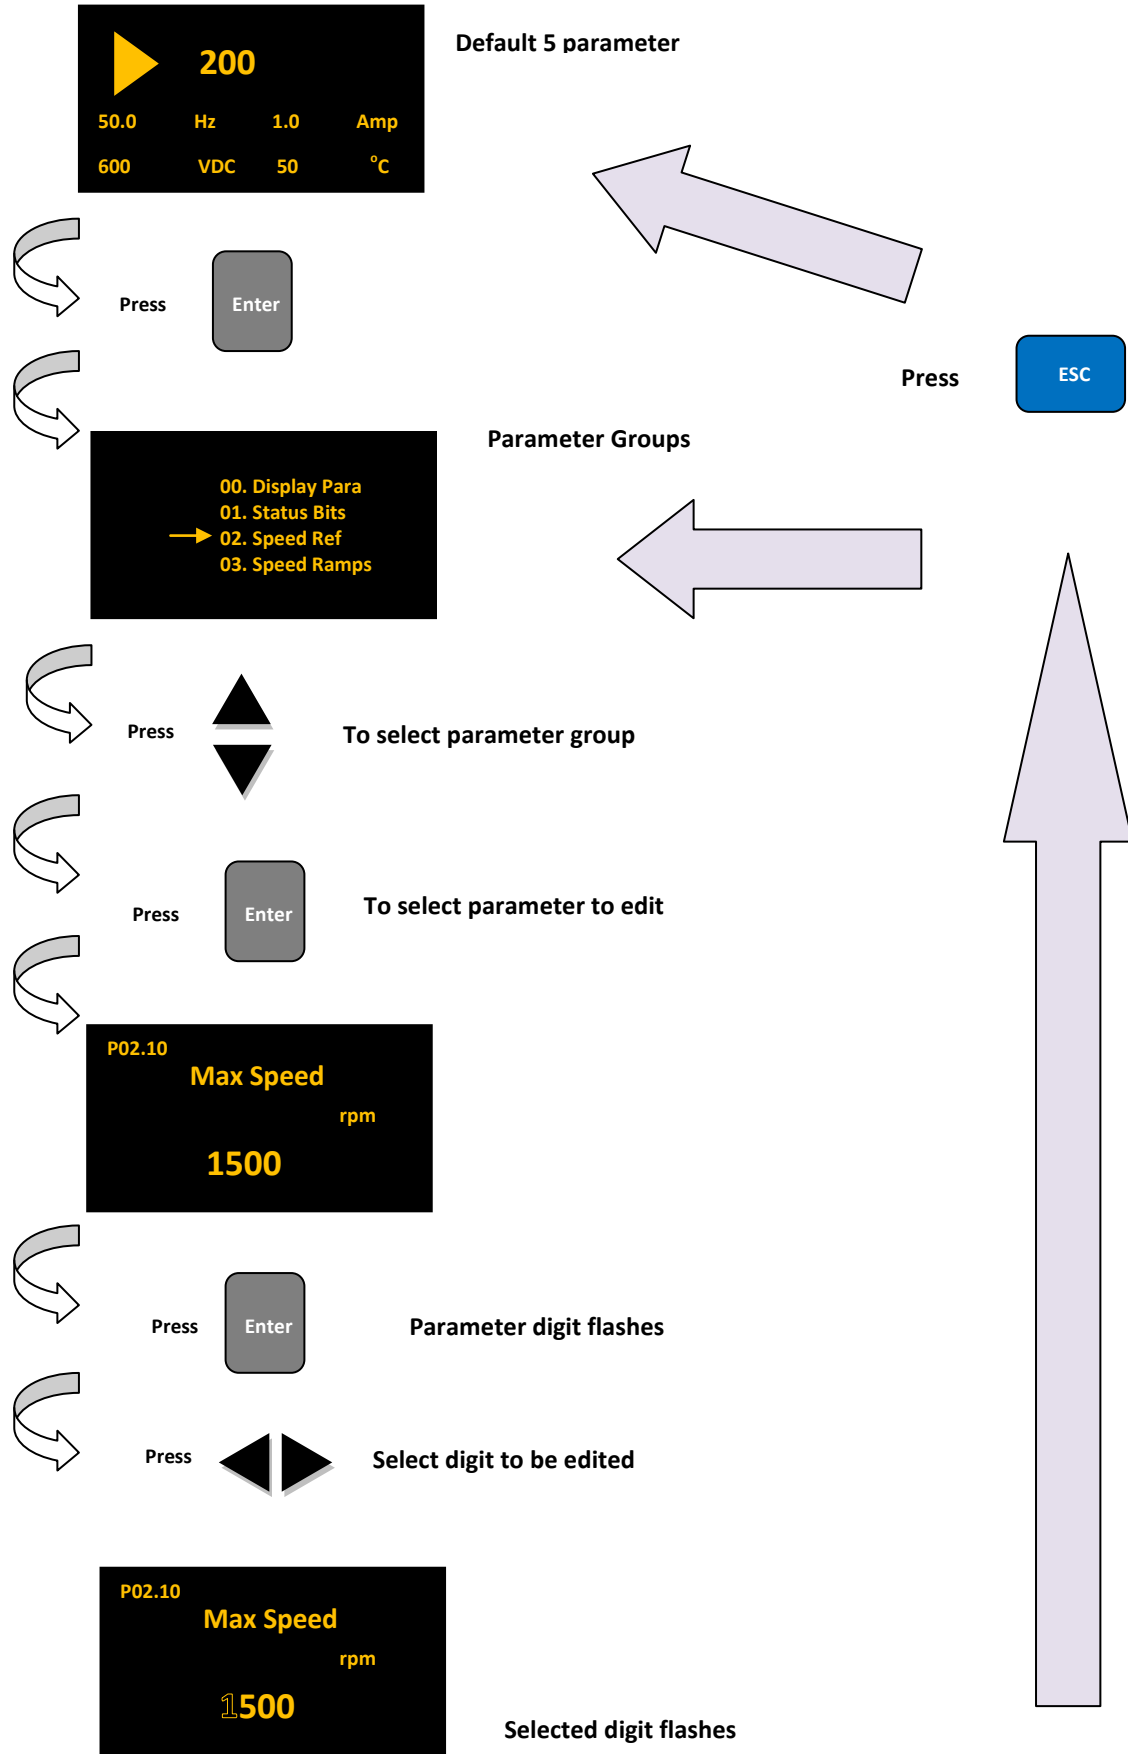 Default 5 parameter
200
50.0 Hz 1.0 Amp
600 VDC 50 °C
Press Enter
Press ESC
Parameter Groups
00. Display Para
01. Status Bits
02. Speed Ref
03. Speed Ramps
Press To select parameter group
Press Enter To select parameter to edit
P02.10
Max Speed
rpm
1500
Press Enter Parameter digit flashes
Press Select digit to be edited
P02.10
Max Speed
rpm
1500
Selected digit flashes